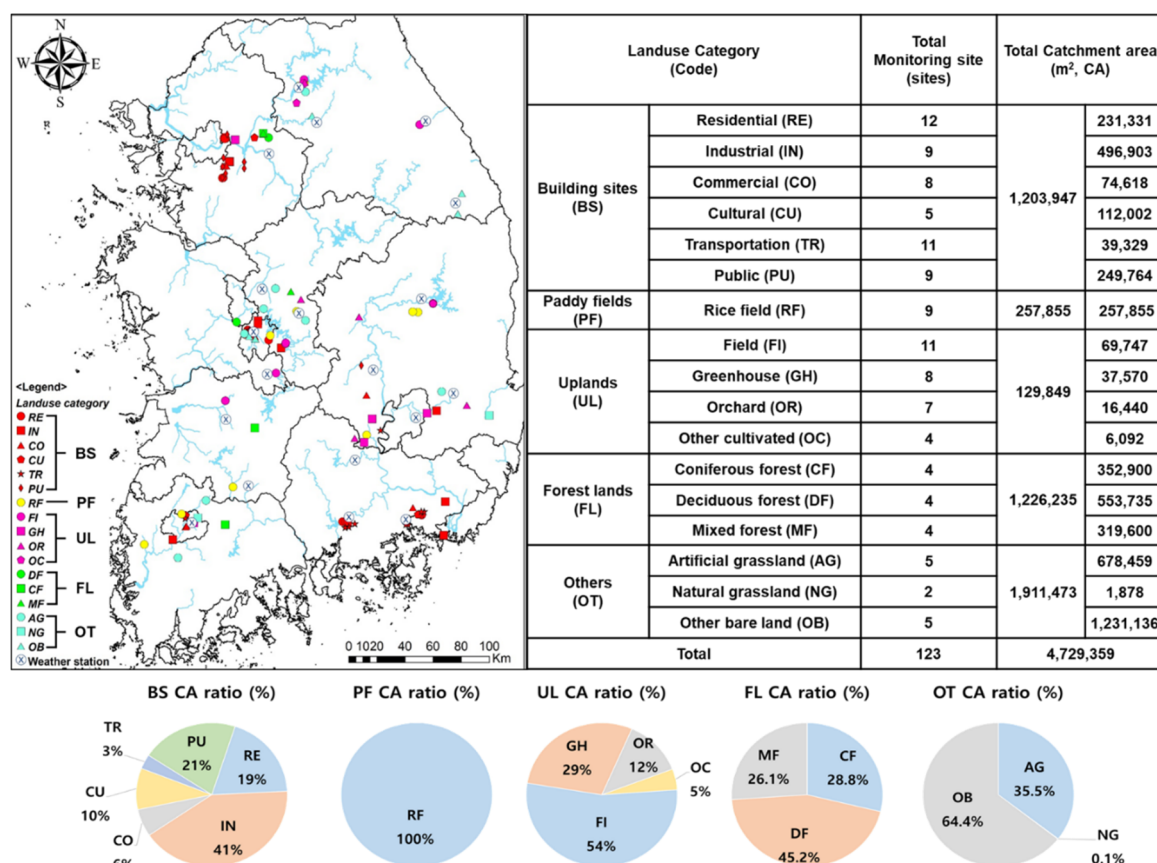 N
W E
S
<Legend>
Landuse category
RE
IN
CO
CU
TR
PU
BS
RF
PF
FI
GH
OR
OC
UL
DF
CF
MF
FL
AG
NG
OB
OT
Weather station
0 10 20 40 60 80 100
Km
Landuse Category
(Code)
Total
Monitoring site
(sites)
Total Catchment area
(m², CA)
Building sites
(BS)
Residential (RE) 12 231,331
Industrial (IN) 9 496,903
Commercial (CO) 8 74,618
1,203,947
Cultural (CU) 5 112,002
Transportation (TR) 11 39,329
Public (PU) 9 249,764
Paddy fields
(PF)
Rice field (RF) 9 257,855 257,855
Uplands
(UL)
Field (FI) 11 69,747
Greenhouse (GH) 8 37,570
129,849
Orchard (OR) 7 16,440
Other cultivated (OC) 4 6,092
Forest lands
(FL)
Coniferous forest (CF) 4 352,900
Deciduous forest (DF) 4 1,226,235 553,735
Mixed forest (MF) 4 319,600
Others
(OT)
Artificial grassland (AG) 5 678,459
Natural grassland (NG) 2 1,911,473 1,878
Other bare land (OB) 5 1,231,136
Total 123 4,729,359
BS CA ratio (%)
TR
3%
PU
21%
RE
19%
CU
10%
CO
IN
41%
PF CA ratio (%)
RF
100%
UL CA ratio (%)
GH
29%
OR
12%
OC
5%
FI
54%
FL CA ratio (%)
MF
26.1%
CF
28.8%
DF
45.2%
OT CA ratio (%)
AG
35.5%
OB
64.4%
NG
0.1%